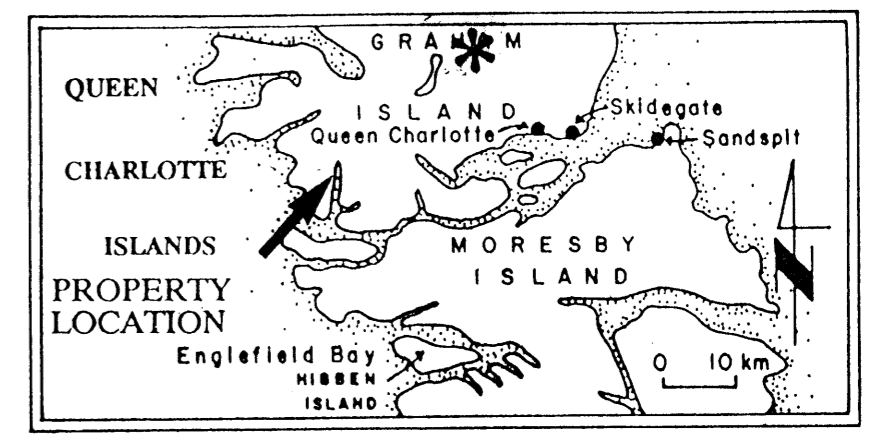 GRAHAM
QUEEN
ISLAND
Skidegate
Queen Charlotte
Sandspit
CHARLOTTE
ISLANDS
MORESBY
ISLAND
PROPERTY
LOCATION
Englefield Bay
HIBBEN
ISLAND
0 10 km